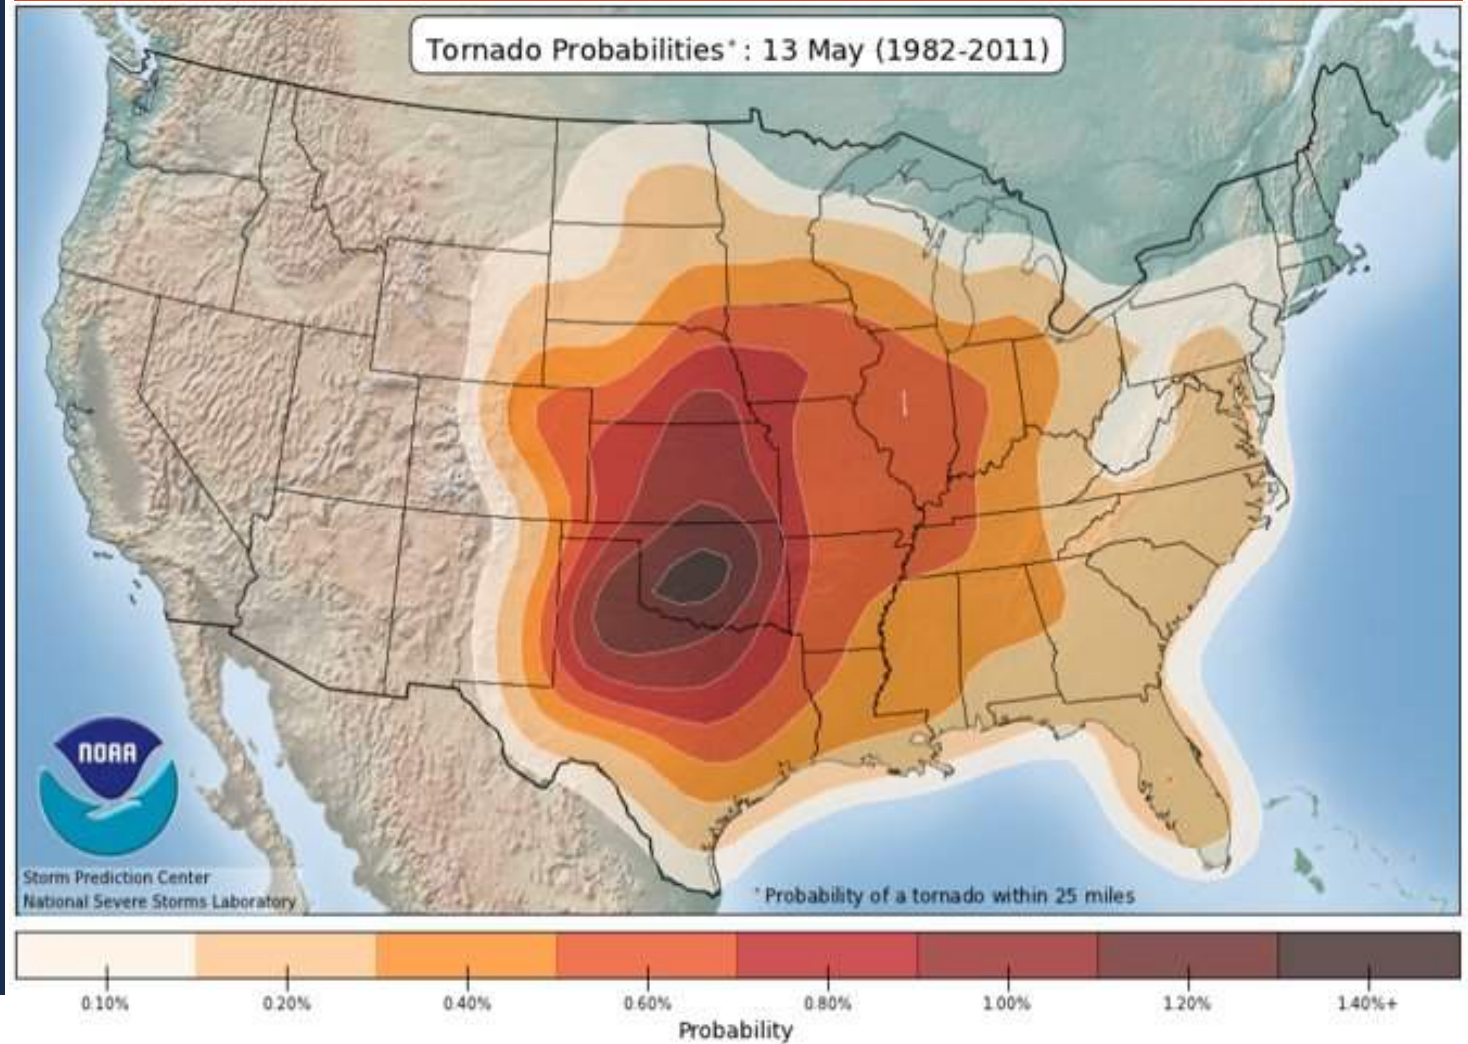 Tornado Probabilities* : 13 May (1982-2011)
NOAA
Storm Prediction Center
National Severe Storms Laboratory
* Probability of a tornado within 25 miles
0.10% 0.20% 0.40% 0.60% 0.80% 1.00% 1.20% 1.40%+
Probability